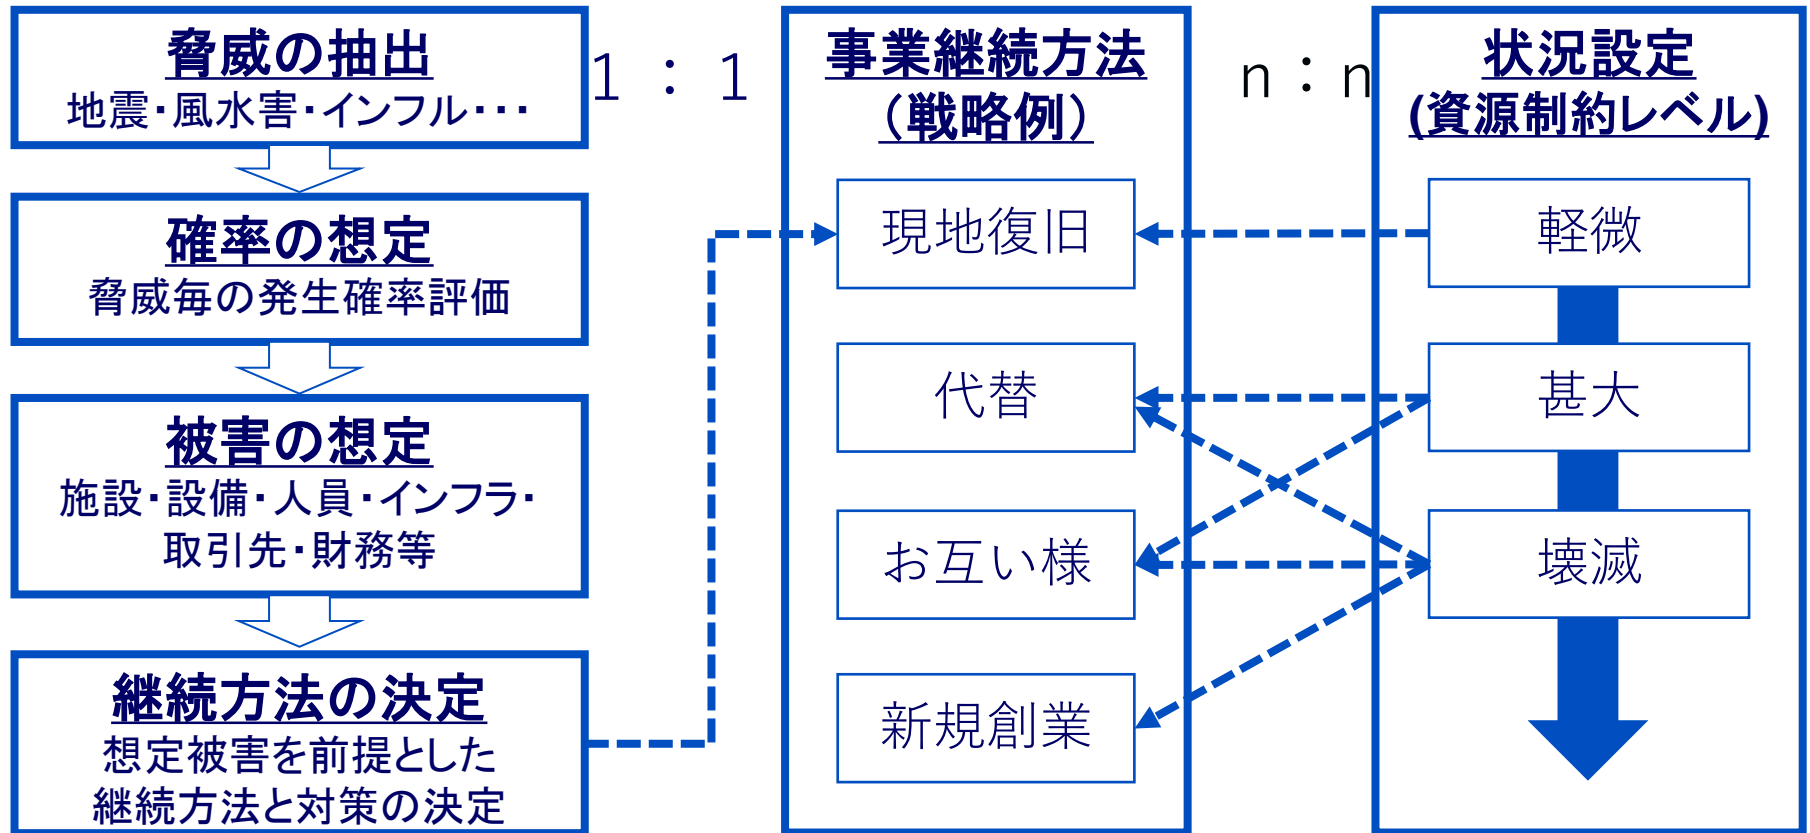 脅威の抽出
地震・風水害・インフル・・・
確率の想定
脅威毎の発生確率評価
被害の想定
施設・設備・人員・インフラ・
取引先・財務等
継続方法の決定
想定被害を前提とした
継続方法と対策の決定
１：１
事業継続方法
（戦略例）
現地復旧
代替
お互い様
新規創業
ｎ：ｎ
状況設定
(資源制約レベル)
軽微
甚大
壊滅